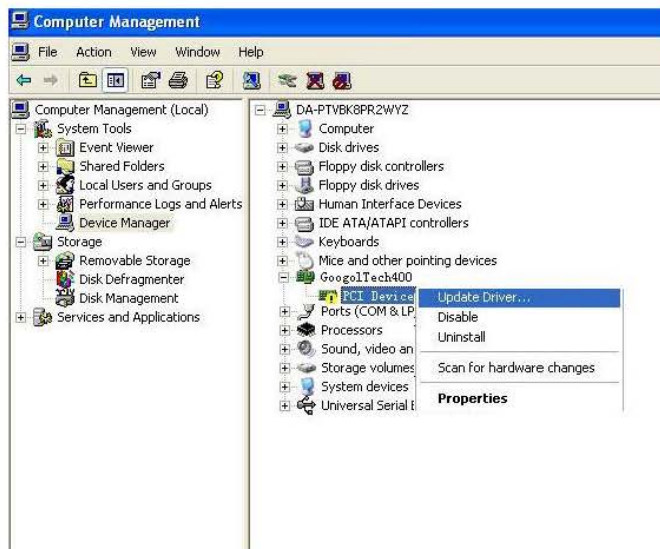 Computer Management
File Action View Window Help
Computer Management (Local)
System Tools
Event Viewer
Shared Folders
Local Users and Groups
Performance Logs and Alerts
Device Manager
Storage
Removable Storage
Disk Defragmenter
Disk Management
Services and Applications
DA-PTVBK8PR2WYZ
Computer
Disk drives
Floppy disk controllers
Floppy disk drives
Human Interface Devices
IDE ATA/ATAPI controllers
Keyboards
Mice and other pointing devices
GoogolTech400
PCI Device
Ports (COM & LP
Processors
Sound, video an
Storage volumes
System devices
Universal Serial
Update Driver...
Disable
Uninstall
Scan for hardware changes
Properties